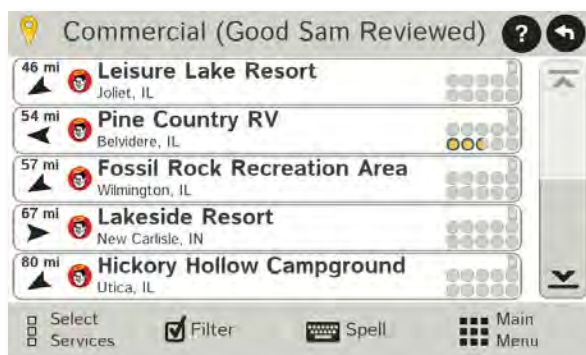 Commercial (Good Sam Reviewed) ?
46 mi Leisure Lake Resort
Joliet, IL
54 mi Pine Country RV
Belvidere, IL
57 mi Fossil Rock Recreation Area
Wilmington, IL
67 mi Lakeside Resort
New Carlisle, IN
80 mi Hickory Hollow Campground
Utica, IL
Select Services
Filter
Spell
Main Menu